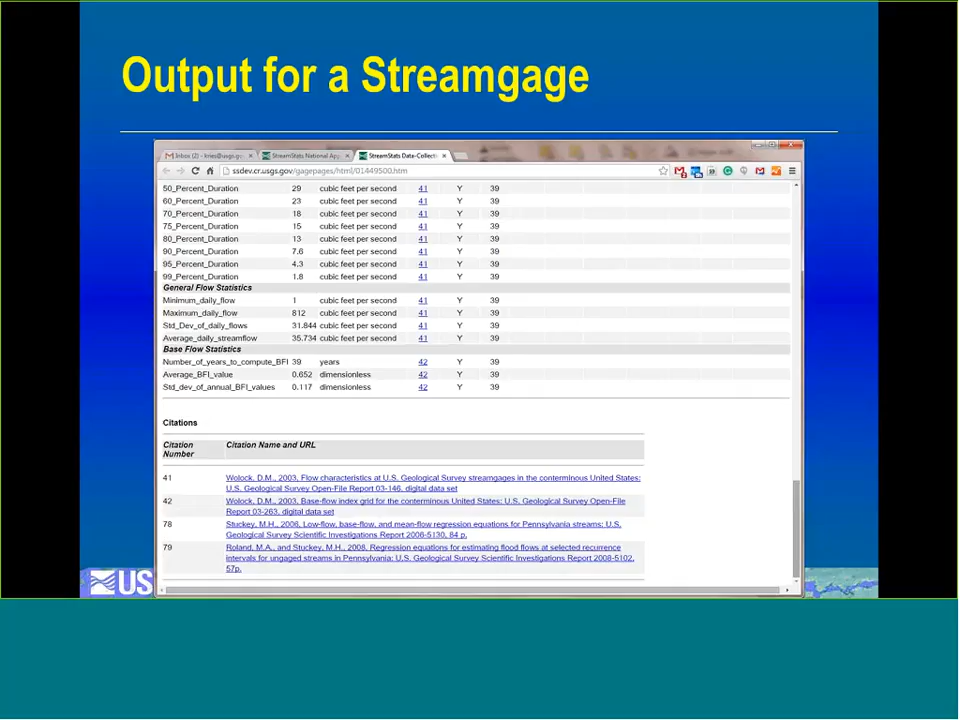 Output for a Streamgage
Inbox (2) - kries@usgs.go
StreamStats National App
StreamStats Data-Collecti
ssdev.cr.usgs.gov/gagepages/html/01449500.htm
50_Percent_Duration 29 cubic feet per second 41 Y 39
60_Percent_Duration 23 cubic feet per second 41 Y 39
70_Percent_Duration 18 cubic feet per second 41 Y 39
75_Percent_Duration 15 cubic feet per second 41 Y 39
80_Percent_Duration 13 cubic feet per second 41 Y 39
90_Percent_Duration 7.6 cubic feet per second 41 Y 39
95_Percent_Duration 4.3 cubic feet per second 41 Y 39
99_Percent_Duration 1.8 cubic feet per second 41 Y 39
General Flow Statistics
Minimum_daily_flow 1 cubic feet per second 41 Y 39
Maximum_daily_flow 812 cubic feet per second 41 Y 39
Std_Dev_of_daily_flows 31.844 cubic feet per second 41 Y 39
Average_daily_streamflow 35.734 cubic feet per second 41 Y 39
Base Flow Statistics
Number_of_years_to_compute_BFI 39 years 42 Y 39
Average_BFI_value 0.652 dimensionless 42 Y 39
Std_dev_of_annual_BFI_values 0.117 dimensionless 42 Y 39
Citations
Citation Number Citation Name and URL
41 Wolock, D.M., 2003, Flow characteristics at U.S. Geological Survey streamgages in the conterminous United States:
U.S. Geological Survey Open-File Report 03-146, digital data set
42 Wolock, D.M., 2003, Base-flow index grid for the conterminous United States: U.S. Geological Survey Open-File
Report 03-263, digital data set
78 Stuckey, M.H., 2006, Low-flow, base-flow, and mean-flow regression equations for Pennsylvania streams: U.S.
Geological Survey Scientific Investigations Report 2006-5130, 84 p.
79 Roland, M.A., and Stuckey, M.H., 2008, Regression equations for estimating flood flows at selected recurrence
intervals for ungaged streams in Pennsylvania: U.S. Geological Survey Scientific Investigations Report 2008-5102,
57p.
US